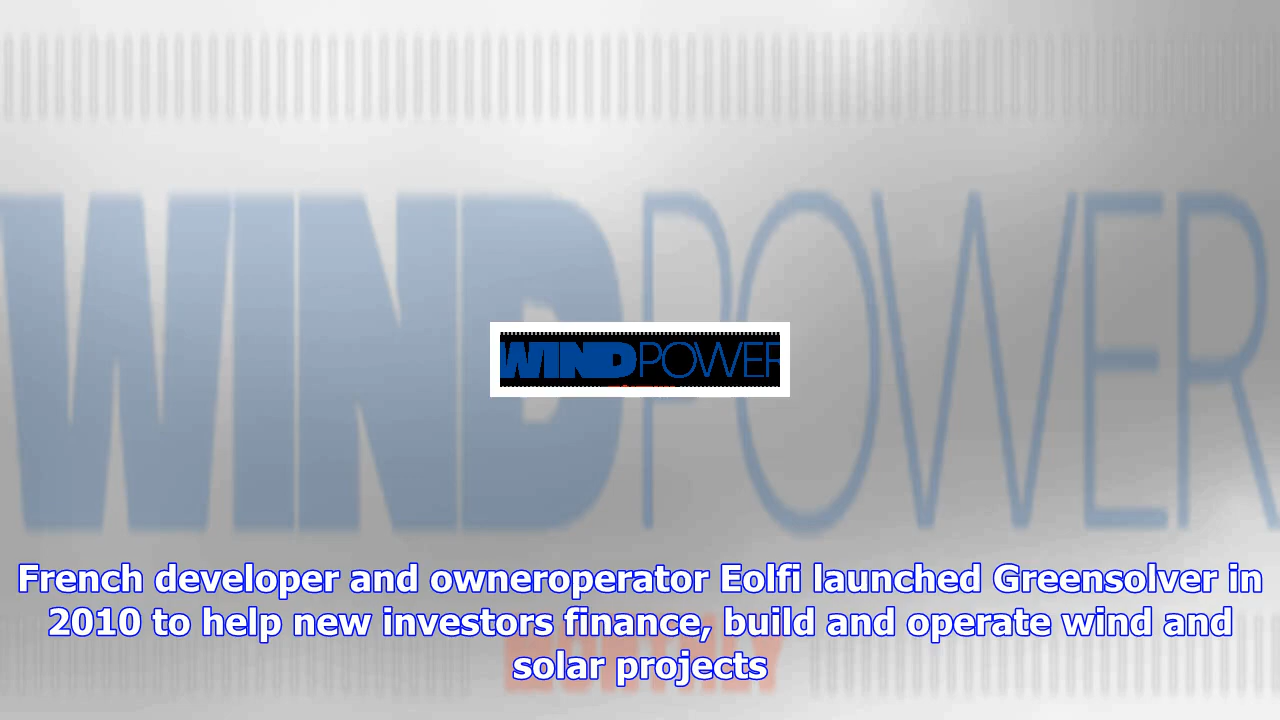 WINDPOWER
WINDPOWER
French developer and owneroperator Eolfi launched Greensolver in
2010 to help new investors finance, build and operate wind and
solar projects